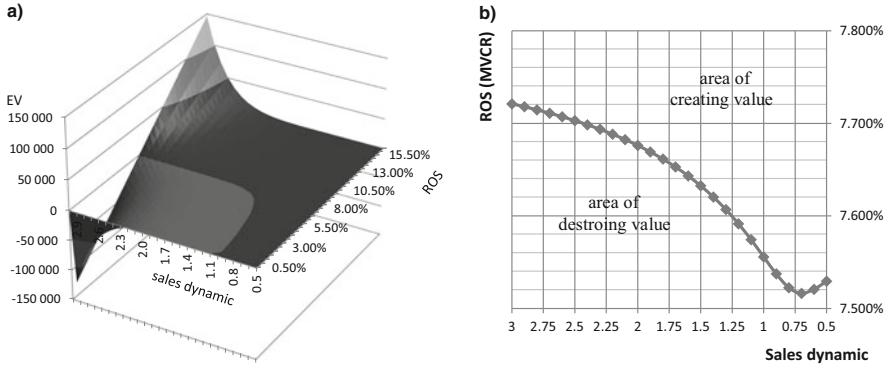 a)
EV
150 000
100 000
50 000
0
-50 000
-100 000
-150 000
2.9
2.6
2.3
2.0
1.7
1.4
1.1
0.8
0.5
sales dynamic
0.50%
3.00%
5.50%
8.00%
10.50%
13.00%
15.50%
ROS
b)
ROS (MVCR)
7.800%
7.700%
7.600%
7.500%
area of
creating value
area of
destroing value
3 2.75 2.5 2.25 2 1.75 1.5 1.25 1 0.75 0.5
Sales dynamic